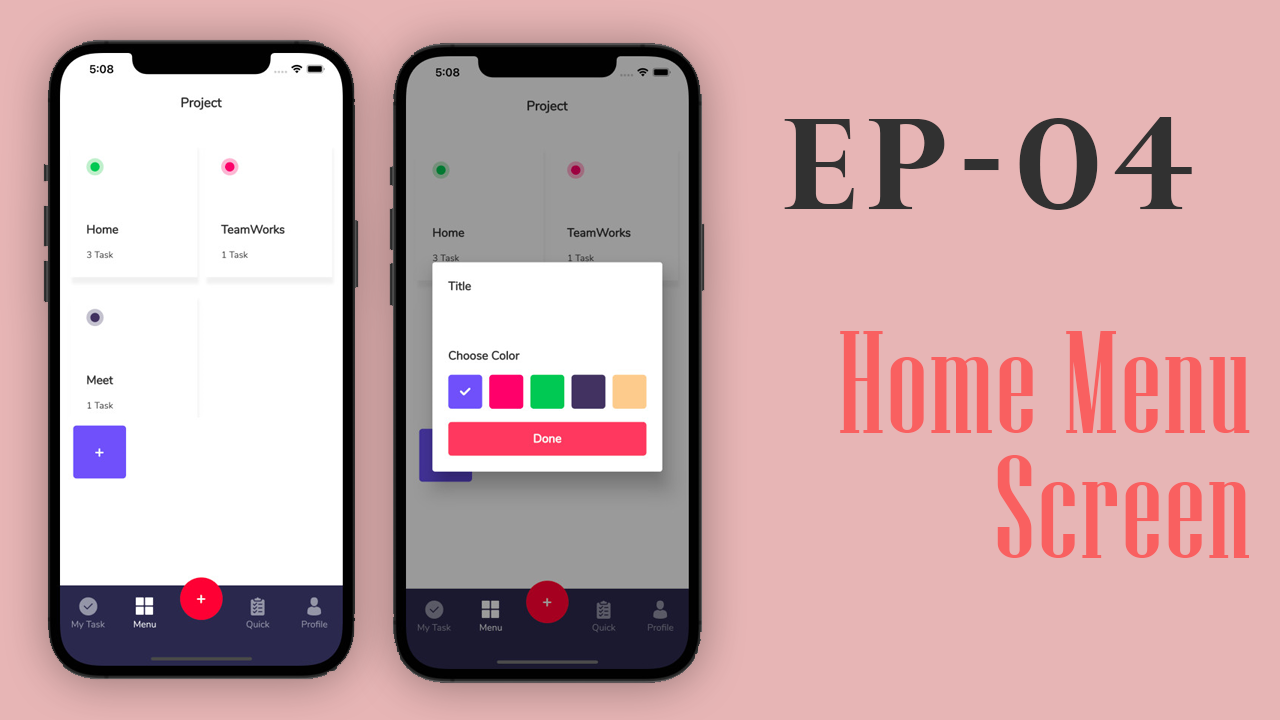 5:08
Project
Home
TeamWorks
3 Task
1 Task
Meet
1 Task
+
+
My Task
Menu
Quick
Profile
5:08
Project
Home
TeamWorks
3 Task
1 Task
Title
Choose Color
Done
+
My Task
Menu
Quick
Profile
EP-04
Home Menu
Screen